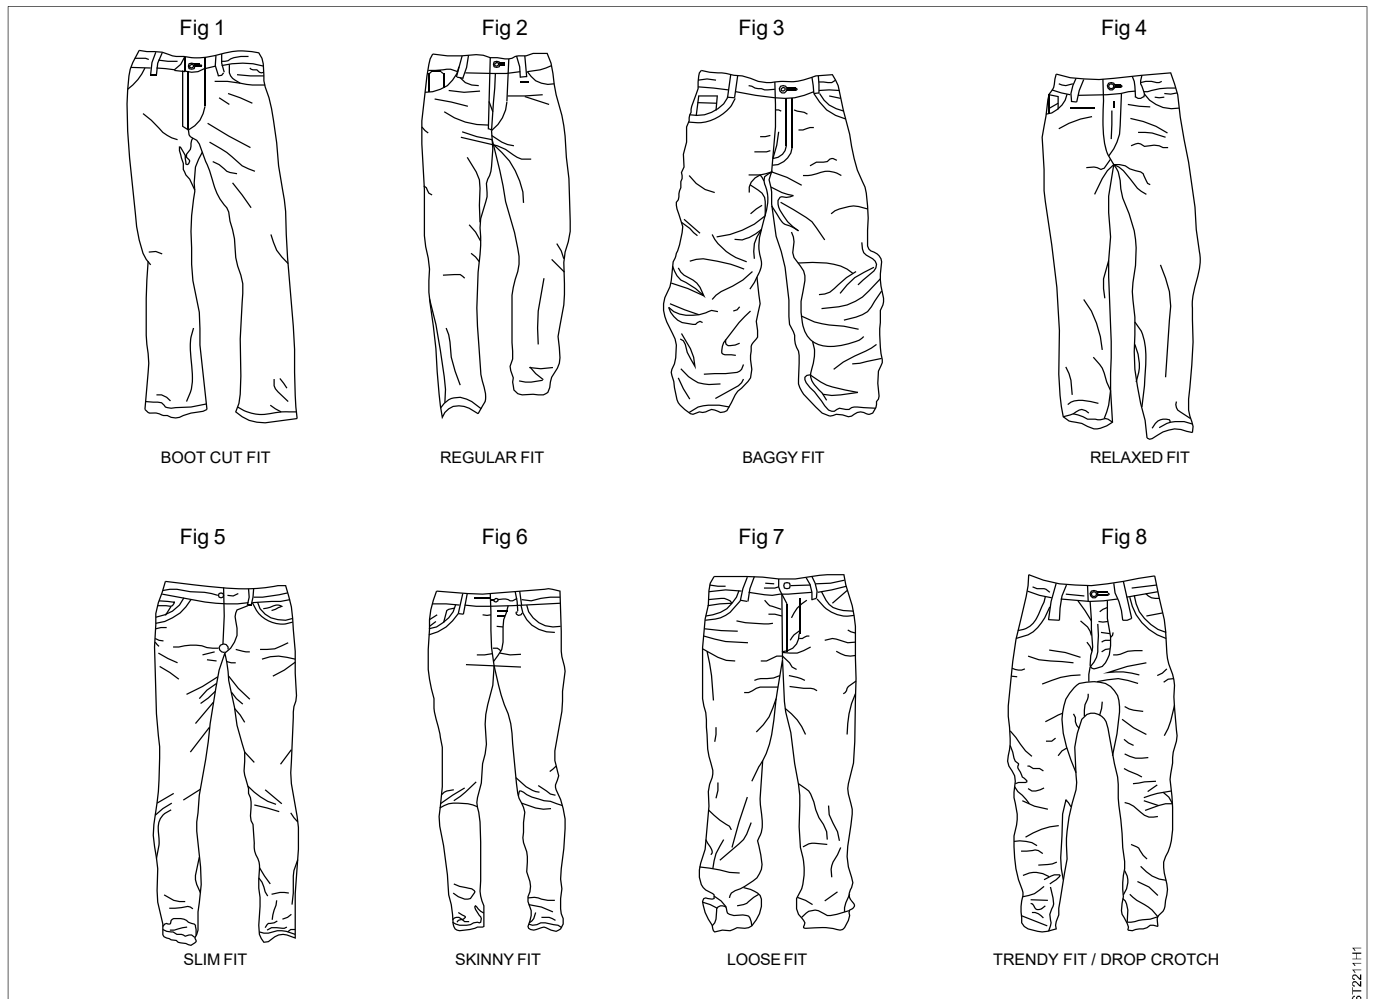 Fig 1
Fig 2
Fig 3
Fig 4
BOOT CUT FIT
REGULAR FIT
BAGGY FIT
RELAXED FIT
Fig 5
Fig 6
Fig 7
Fig 8
SLIM FIT
SKINNY FIT
LOOSE FIT
TRENDY FIT / DROP CROTCH
ST2211H1